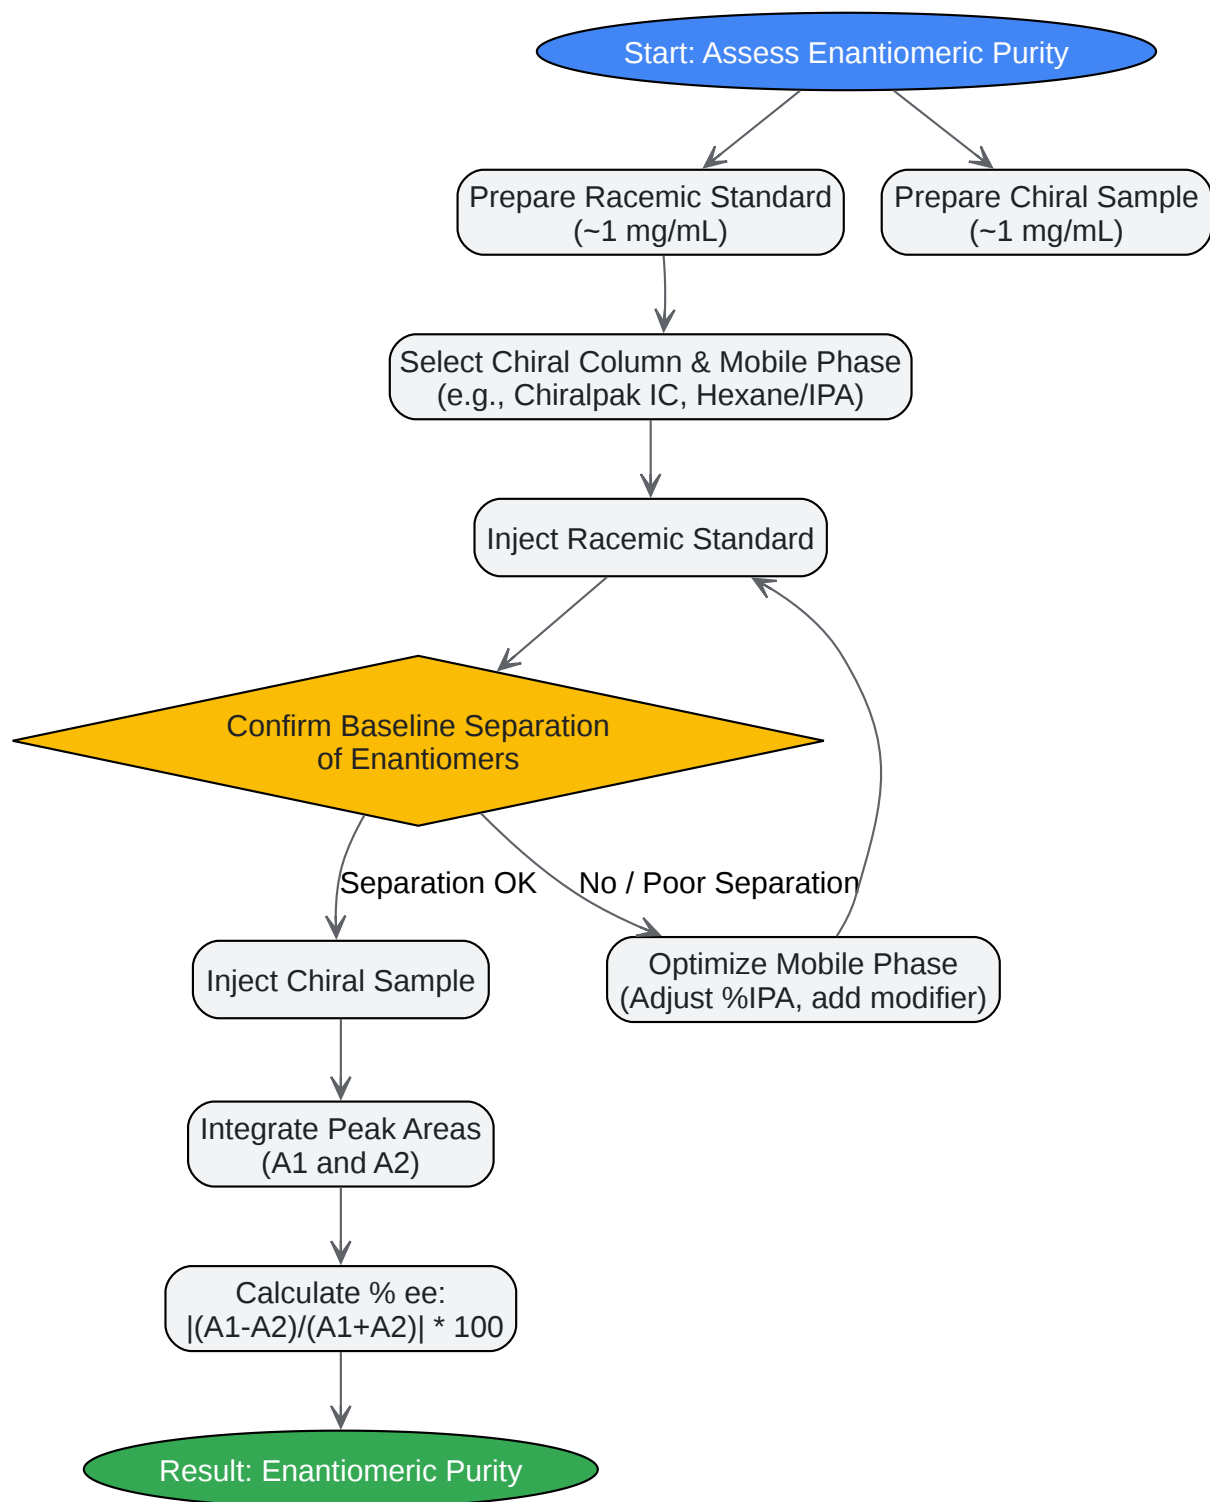 Start: Assess Enantiomeric Purity
Prepare Racemic Standard
(~1 mg/mL)
Prepare Chiral Sample
(~1 mg/mL)
Select Chiral Column & Mobile Phase
(e.g., Chiralpak IC, Hexane/IPA)
Inject Racemic Standard
Confirm Baseline Separation
of Enantiomers
Separation OK
No / Poor Separation
Inject Chiral Sample
Optimize Mobile Phase
(Adjust %IPA, add modifier)
Integrate Peak Areas
(A1 and A2)
Calculate % ee:
|(A1-A2)/(A1+A2)| * 100
Result: Enantiomeric Purity